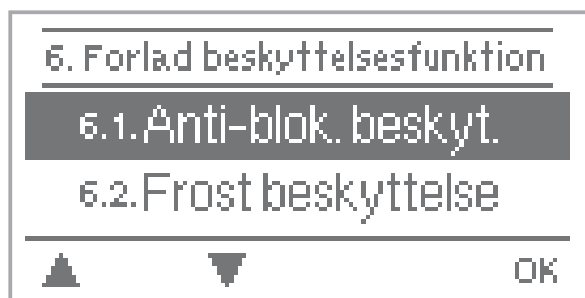 6. Forlad beskyttelsesfunktion
6.1. Anti-blok. beskyt.
6.2. Frost beskyttelse
OK